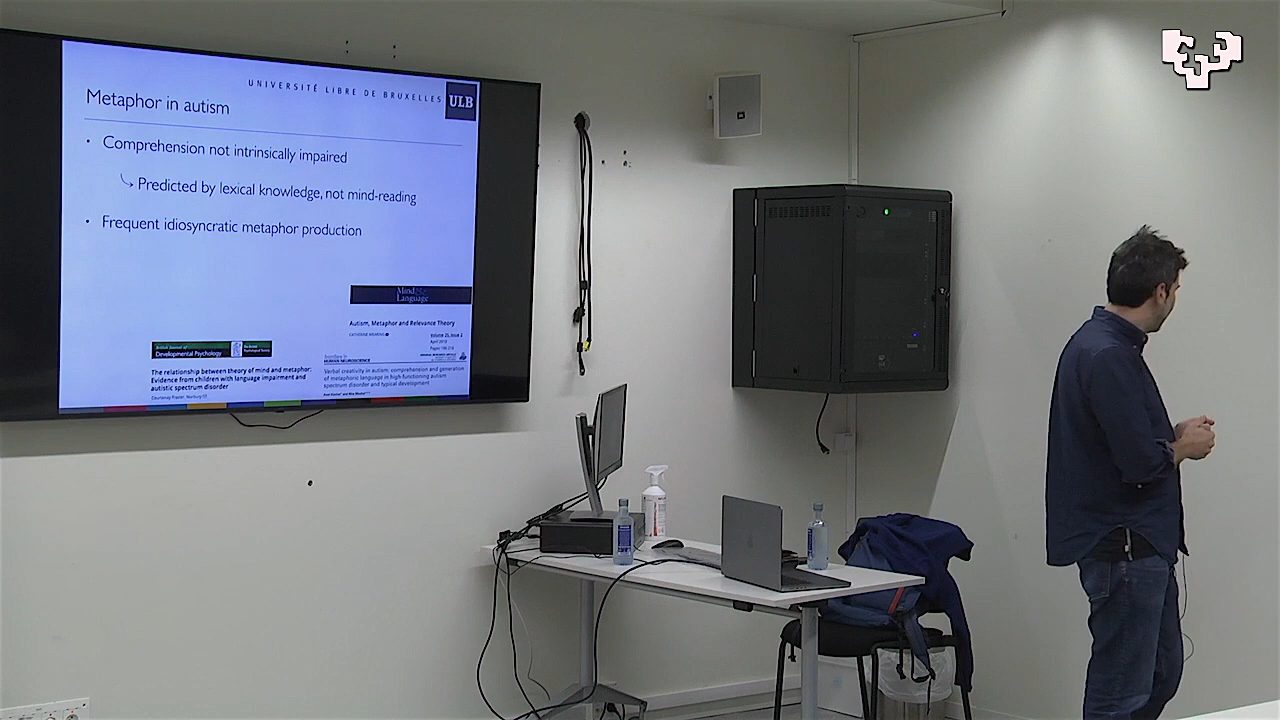 UNIVERSITÉ LIBRE DE BRUXELLES
ULB
Metaphor in autism
• Comprehension not intrinsically impaired
Predicted by lexical knowledge, not mind-reading
• Frequent idiosyncratic metaphor production
Mind&
Language
Autism, Metaphor and Relevance Theory
Developmental Psychology
The relationship between theory of mind and metaphor:
Evidence from children with language impairment and
autistic spectrum disorder
HUMAN NEUROSCIENCE
Verbal creativity in autism: comprehension and generation
of metaphoric language in high-functioning autism
spectrum disorder and typical development